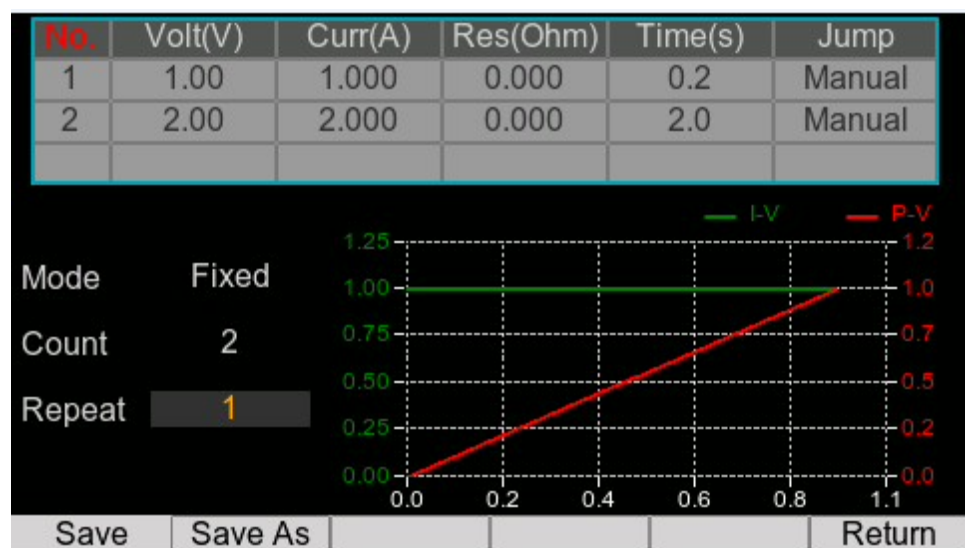 No. Volt(V) Curr(A) Res(Ohm) Time(s) Jump
1 1.00 1.000 0.000 0.2 Manual
2 2.00 2.000 0.000 2.0 Manual
I-V P-V
1.25 1.2
Mode Fixed
1.00 1.0
Count 2
0.75 0.7
0.50 0.5
Repeat 1
0.25 0.2
0.00 0.0
0.0 0.2 0.4 0.6 0.8 1.1
Save Save As Return